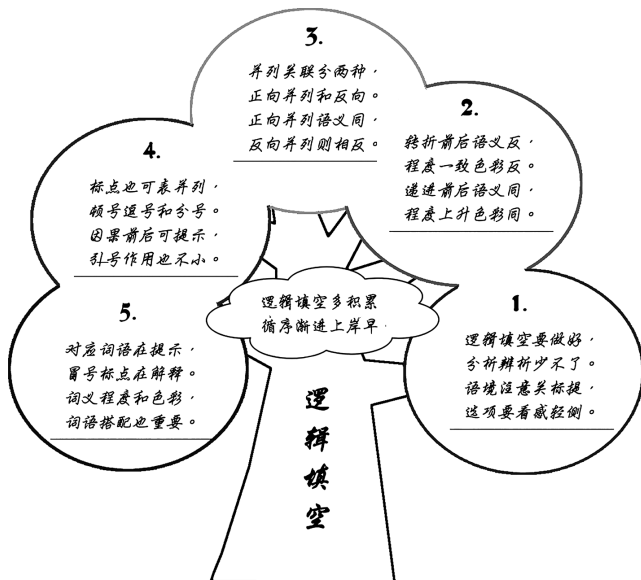 3.
并列关联分两种，
正向并列和反向。
正向并列语义同，
反向并列则相反。
2.
转折前后语义反，
程度一致色彩反。
递进前后语义同，
程度上升色彩同。
4.
标点也可表并列，
顿号逗号和分号。
因果前后可提示，
引号作用也不小。
逻辑填空多积累
循序渐进上岸早.
1.
逻辑填空要做好，
分析辨析少不了。
语境注意关标提，
选项要看感轻侧。
5.
对应词语在提示，
冒号标点在解释。
词义程度和色彩，
词语搭配也重要。
逻辑填空